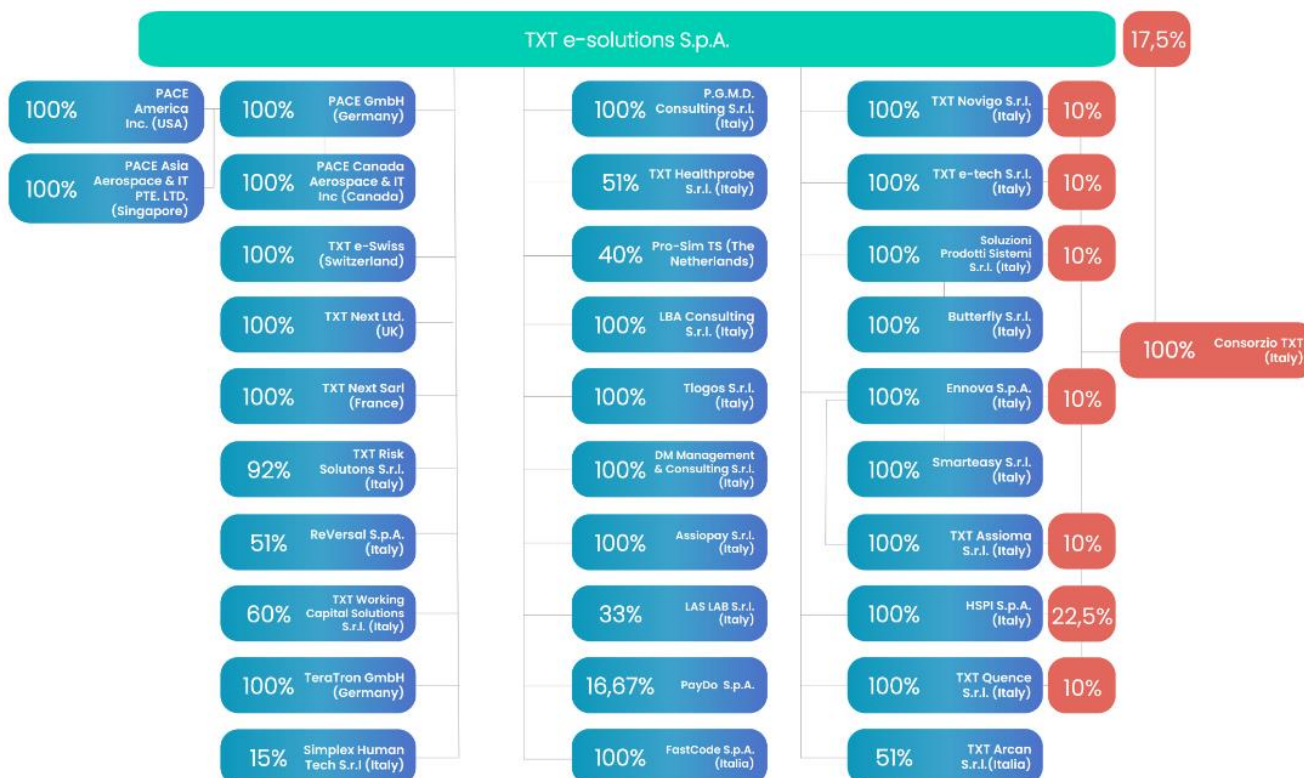 TXT e-solutions S.p.A.
17,5%
100%
PACE
America
Inc. (USA)
100%
PACE Asia
Aerospace & IT
PTE. LTD.
(Singapore)
100%
PACE GmbH
(Germany)
100%
PACE Canada
Aerospace & IT
Inc (Canada)
100%
TXT e-Swiss
(Switzerland)
100%
TXT Next Ltd.
(UK)
100%
TXT Next Sarl
(France)
92%
TXT Risk
Solutons S.r.l.
(Italy)
51%
ReVersal S.p.A.
(Italy)
60%
TXT Working
Capital Solutions
S.r.l. (Italy)
100%
TeraTron GmbH
(Germany)
15%
Simplex Human
Tech S.r.l (Italy)
100%
P.G.M.D.
Consulting S.r.l.
(Italy)
51%
TXT Healthprobe
S.r.l. (Italy)
40%
Pro-Sim TS (The
Netherlands)
100%
LBA Consulting
S.r.l. (Italy)
100%
Tlogos S.r.l.
(Italy)
100%
DM Management
& Consulting S.r.l.
(Italy)
100%
Assiopay S.r.l.
(Italy)
33%
LAS LAB S.r.l.
(Italy)
16,67%
PayDo S.p.A.
100%
FastCode S.p.A.
(Italia)
100%
TXT Novigo S.r.l.
(Italy)
10%
100%
TXT e-tech S.r.l.
(Italy)
10%
100%
Soluzioni
Prodotti Sistemi
S.r.l. (Italy)
10%
100%
Butterfly S.r.l.
(Italy)
100%
Ennova S.p.A.
(Italy)
10%
100%
Smarteasy S.r.l.
(Italy)
100%
TXT Assioma
S.r.l. (Italy)
10%
100%
HSPI S.p.A.
(Italy)
22,5%
100%
TXT Quence
S.r.l. (Italy)
10%
51%
TXT Arcan
S.r.l.(Italia)
100%
Consorzio TXT
(Italy)